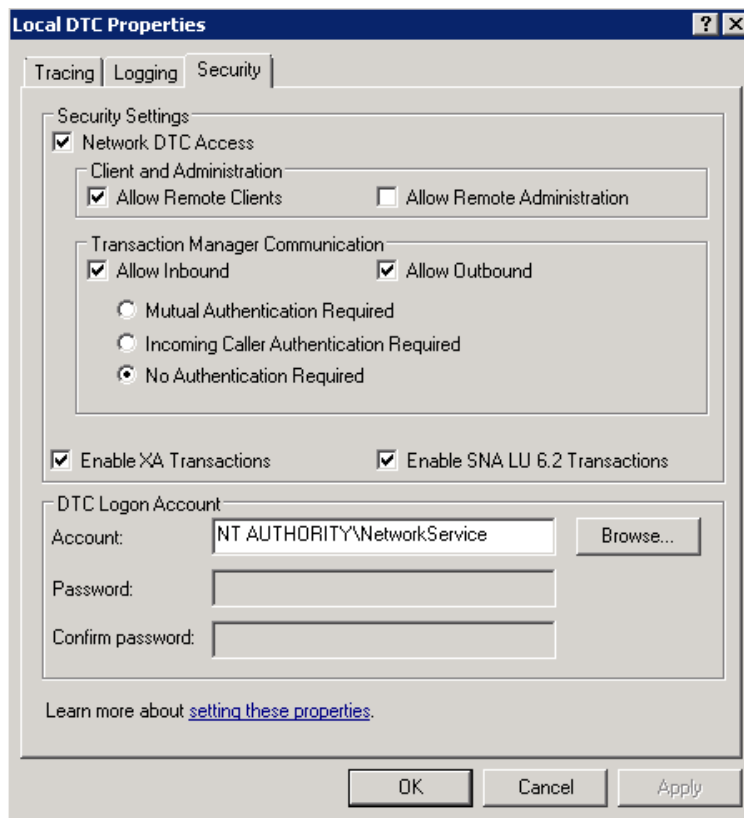 Local DTC Properties
Tracing Logging Security
Security Settings
Network DTC Access
Client and Administration
Allow Remote Clients Allow Remote Administration
Transaction Manager Communication
Allow Inbound Allow Outbound
Mutual Authentication Required
Incoming Caller Authentication Required
No Authentication Required
Enable XA Transactions Enable SNA LU 6.2 Transactions
DTC Logon Account
Account: NT AUTHORITY\NetworkService Browse...
Password:
Confirm password:
Learn more about setting these properties.
OK Cancel Apply